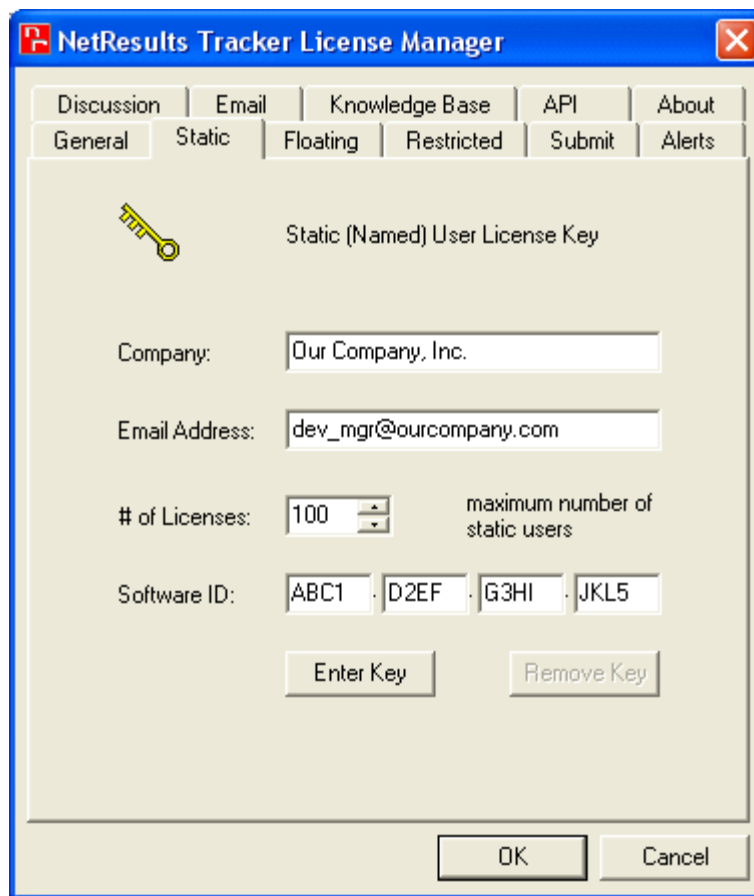 NetResults Tracker License Manager
Discussion Email Knowledge Base API About
General Static Floating Restricted Submit Alerts
Static (Named) User License Key
Company: Our Company, Inc.
Email Address: dev_mgr@ourcompany.com
# of Licenses: 100 maximum number of
static users
Software ID: ABC1 . D2EF . G3HI . JKL5
Enter Key Remove Key
OK Cancel